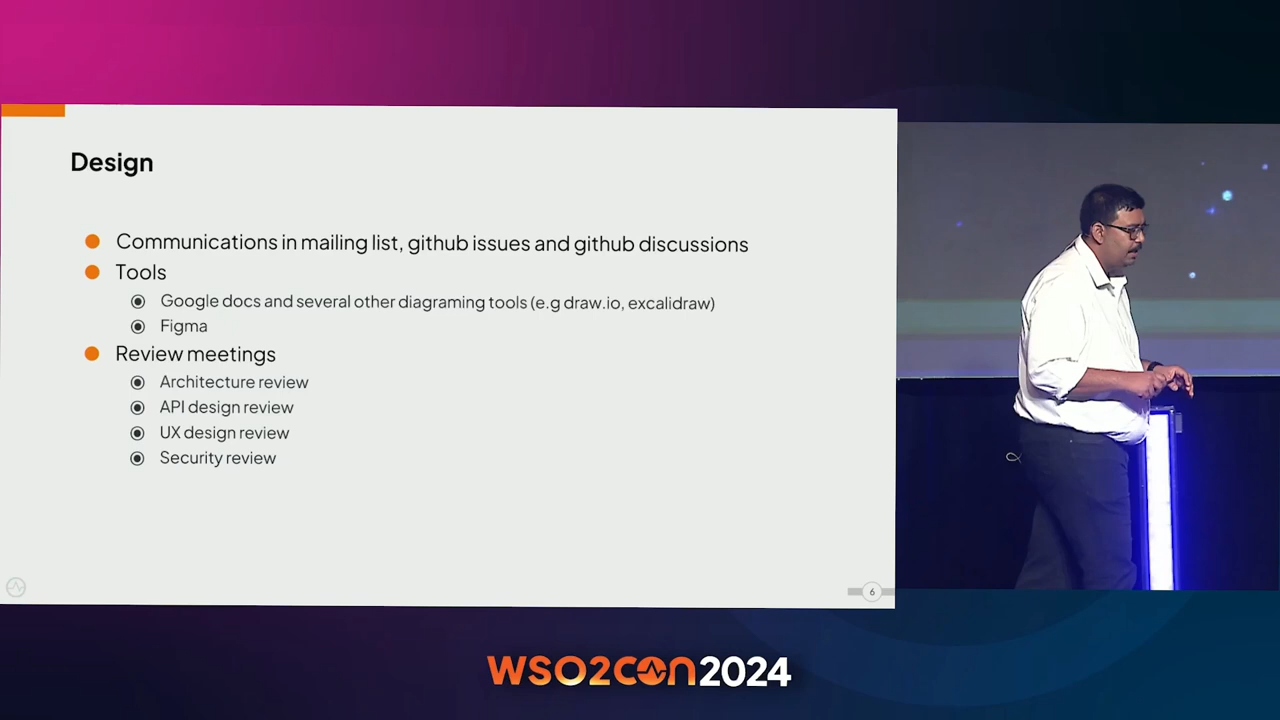 Design
Communications in mailing list, github issues and github discussions
Tools
Google docs and several other diagraming tools (e.g draw.io, excalidraw)
Figma
Review meetings
Architecture review
API design review
UX design review
Security review
6
WSO2CON2024